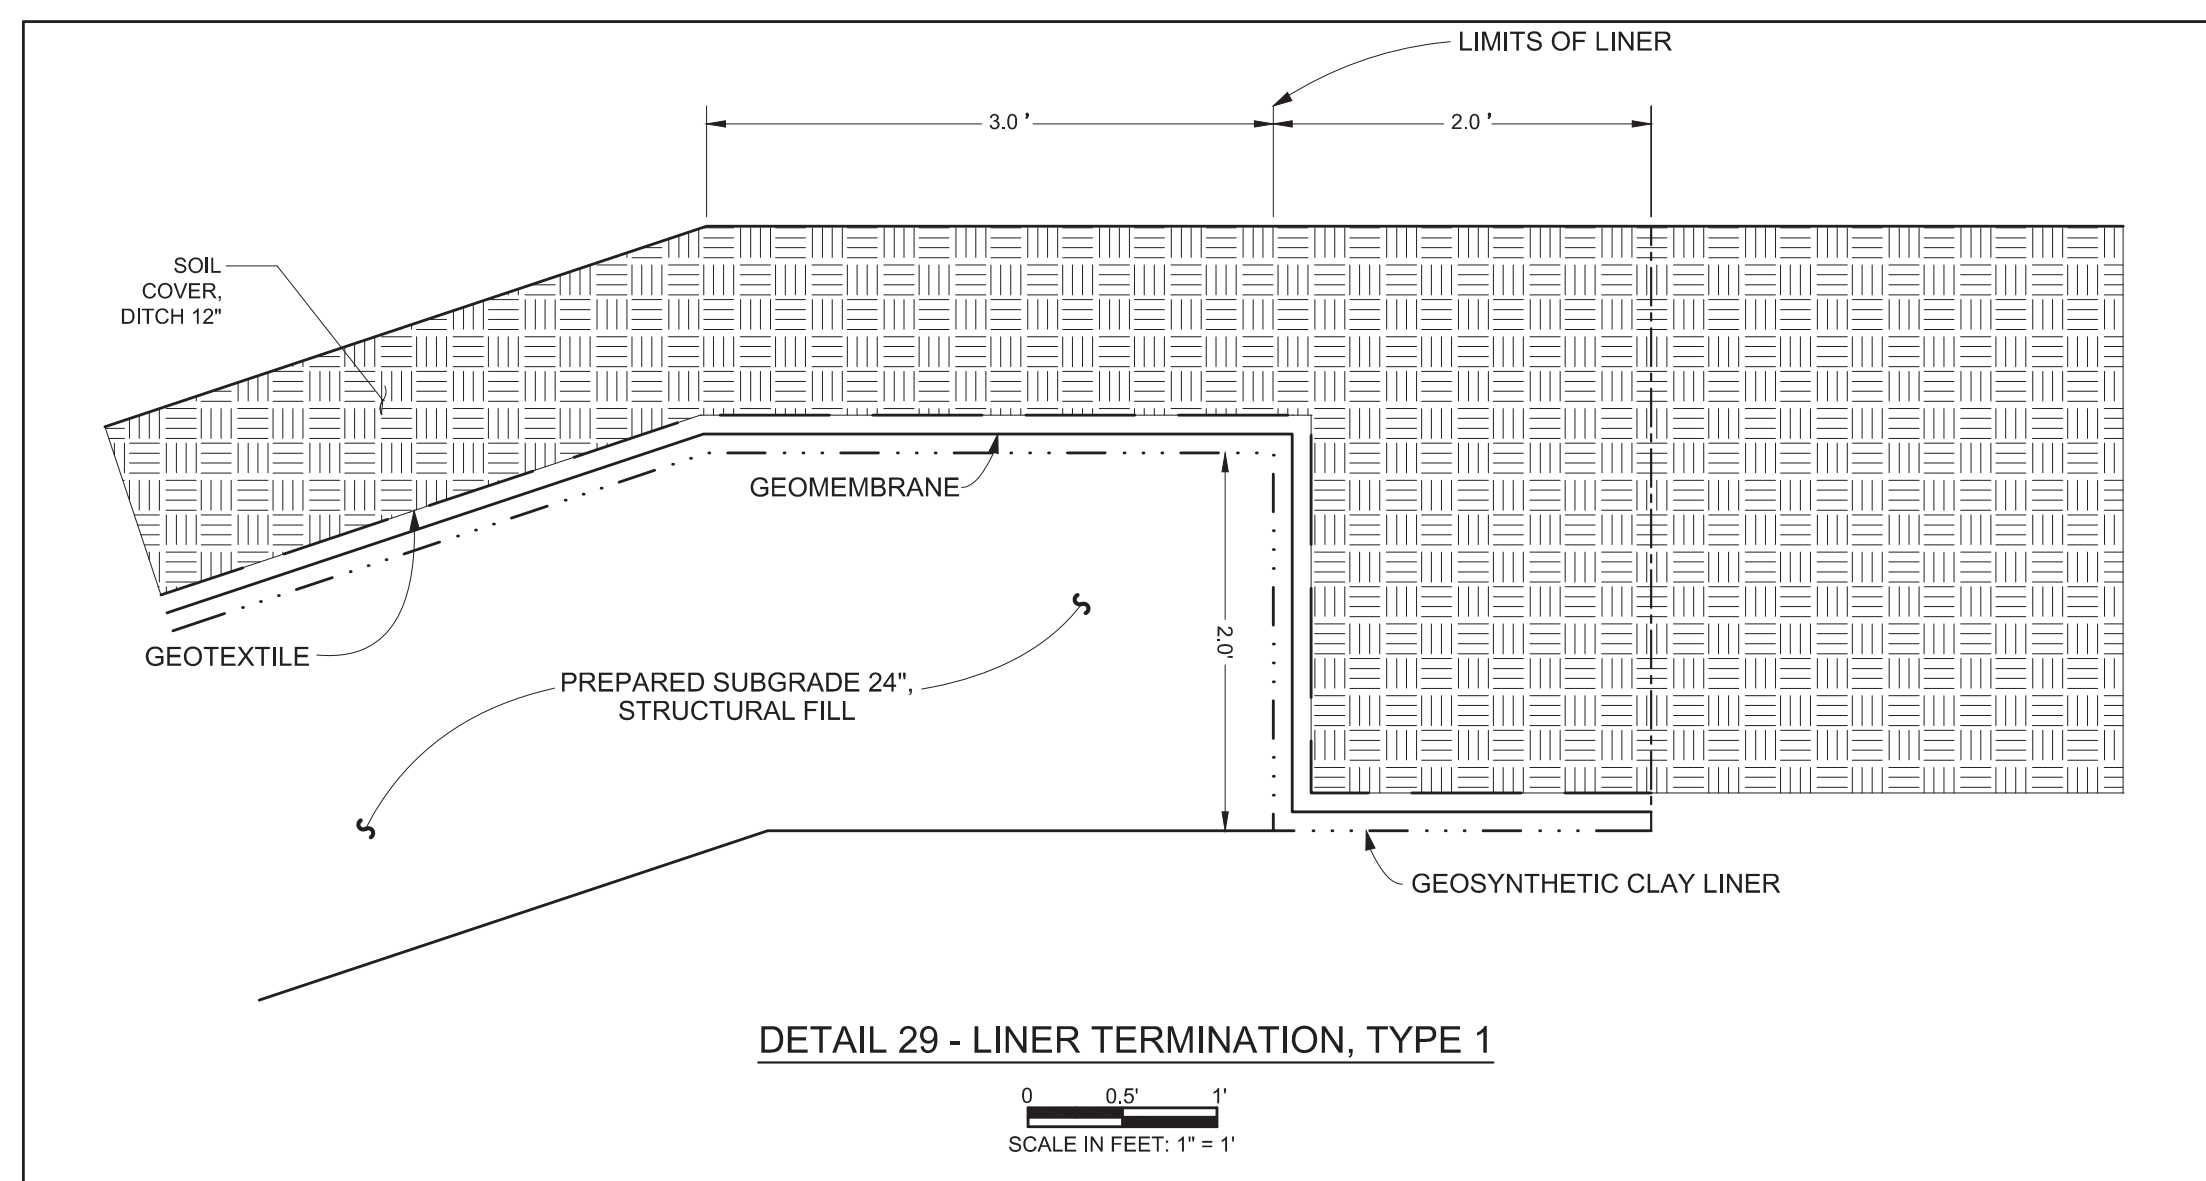 LIMITS OF LINER
3.0 '
2.0 '
SOIL
COVER,
DITCH 12"
GEOMEMBRANE
2.0'
GEOTEXTILE
PREPARED SUBGRADE 24",
STRUCTURAL FILL
GEOSYNTHETIC CLAY LINER
DETAIL 29 - LINER TERMINATION, TYPE 1
0 0.5' 1'
SCALE IN FEET: 1" = 1'